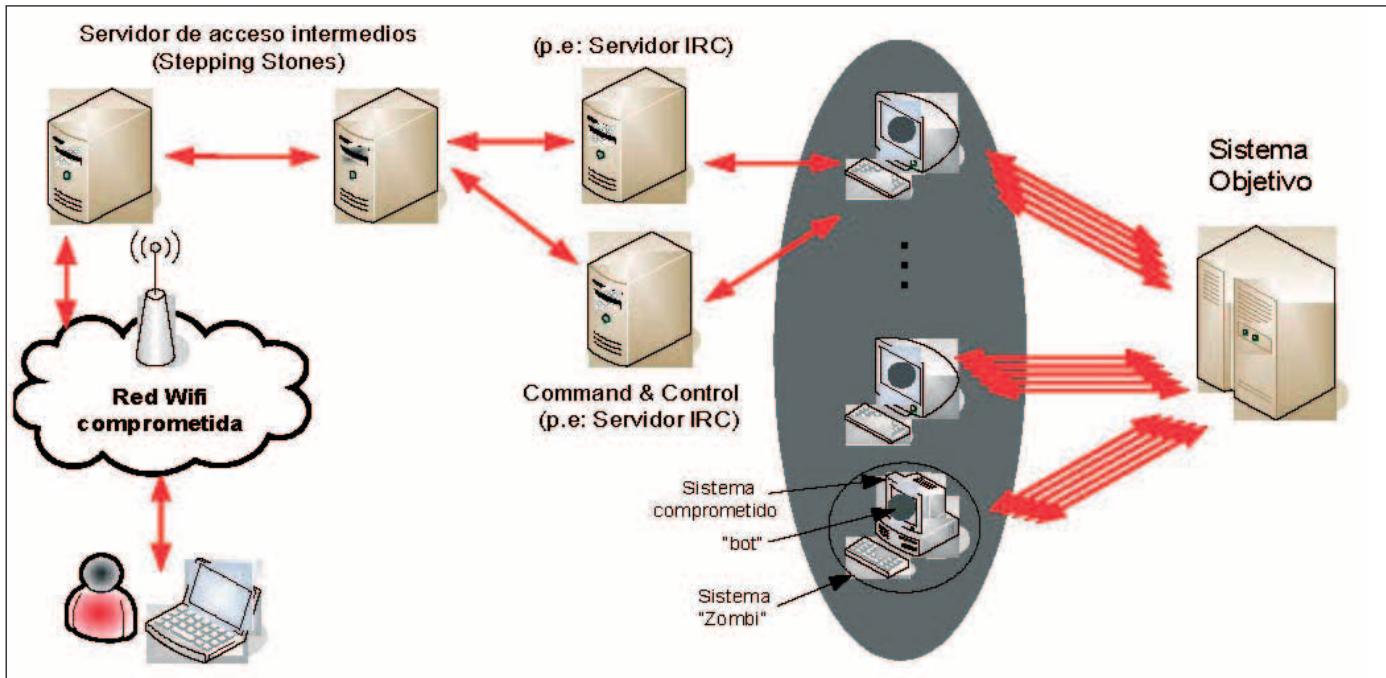 Servidor de acceso intermedios
(Stepping Stones)
(p.e: Servidor IRC)
Sistema
Objetivo
Red Wifi
comprometida
Command & Control
(p.e: Servidor IRC)
Sistema
comprometido
"bot"
Sistema
"Zombi"